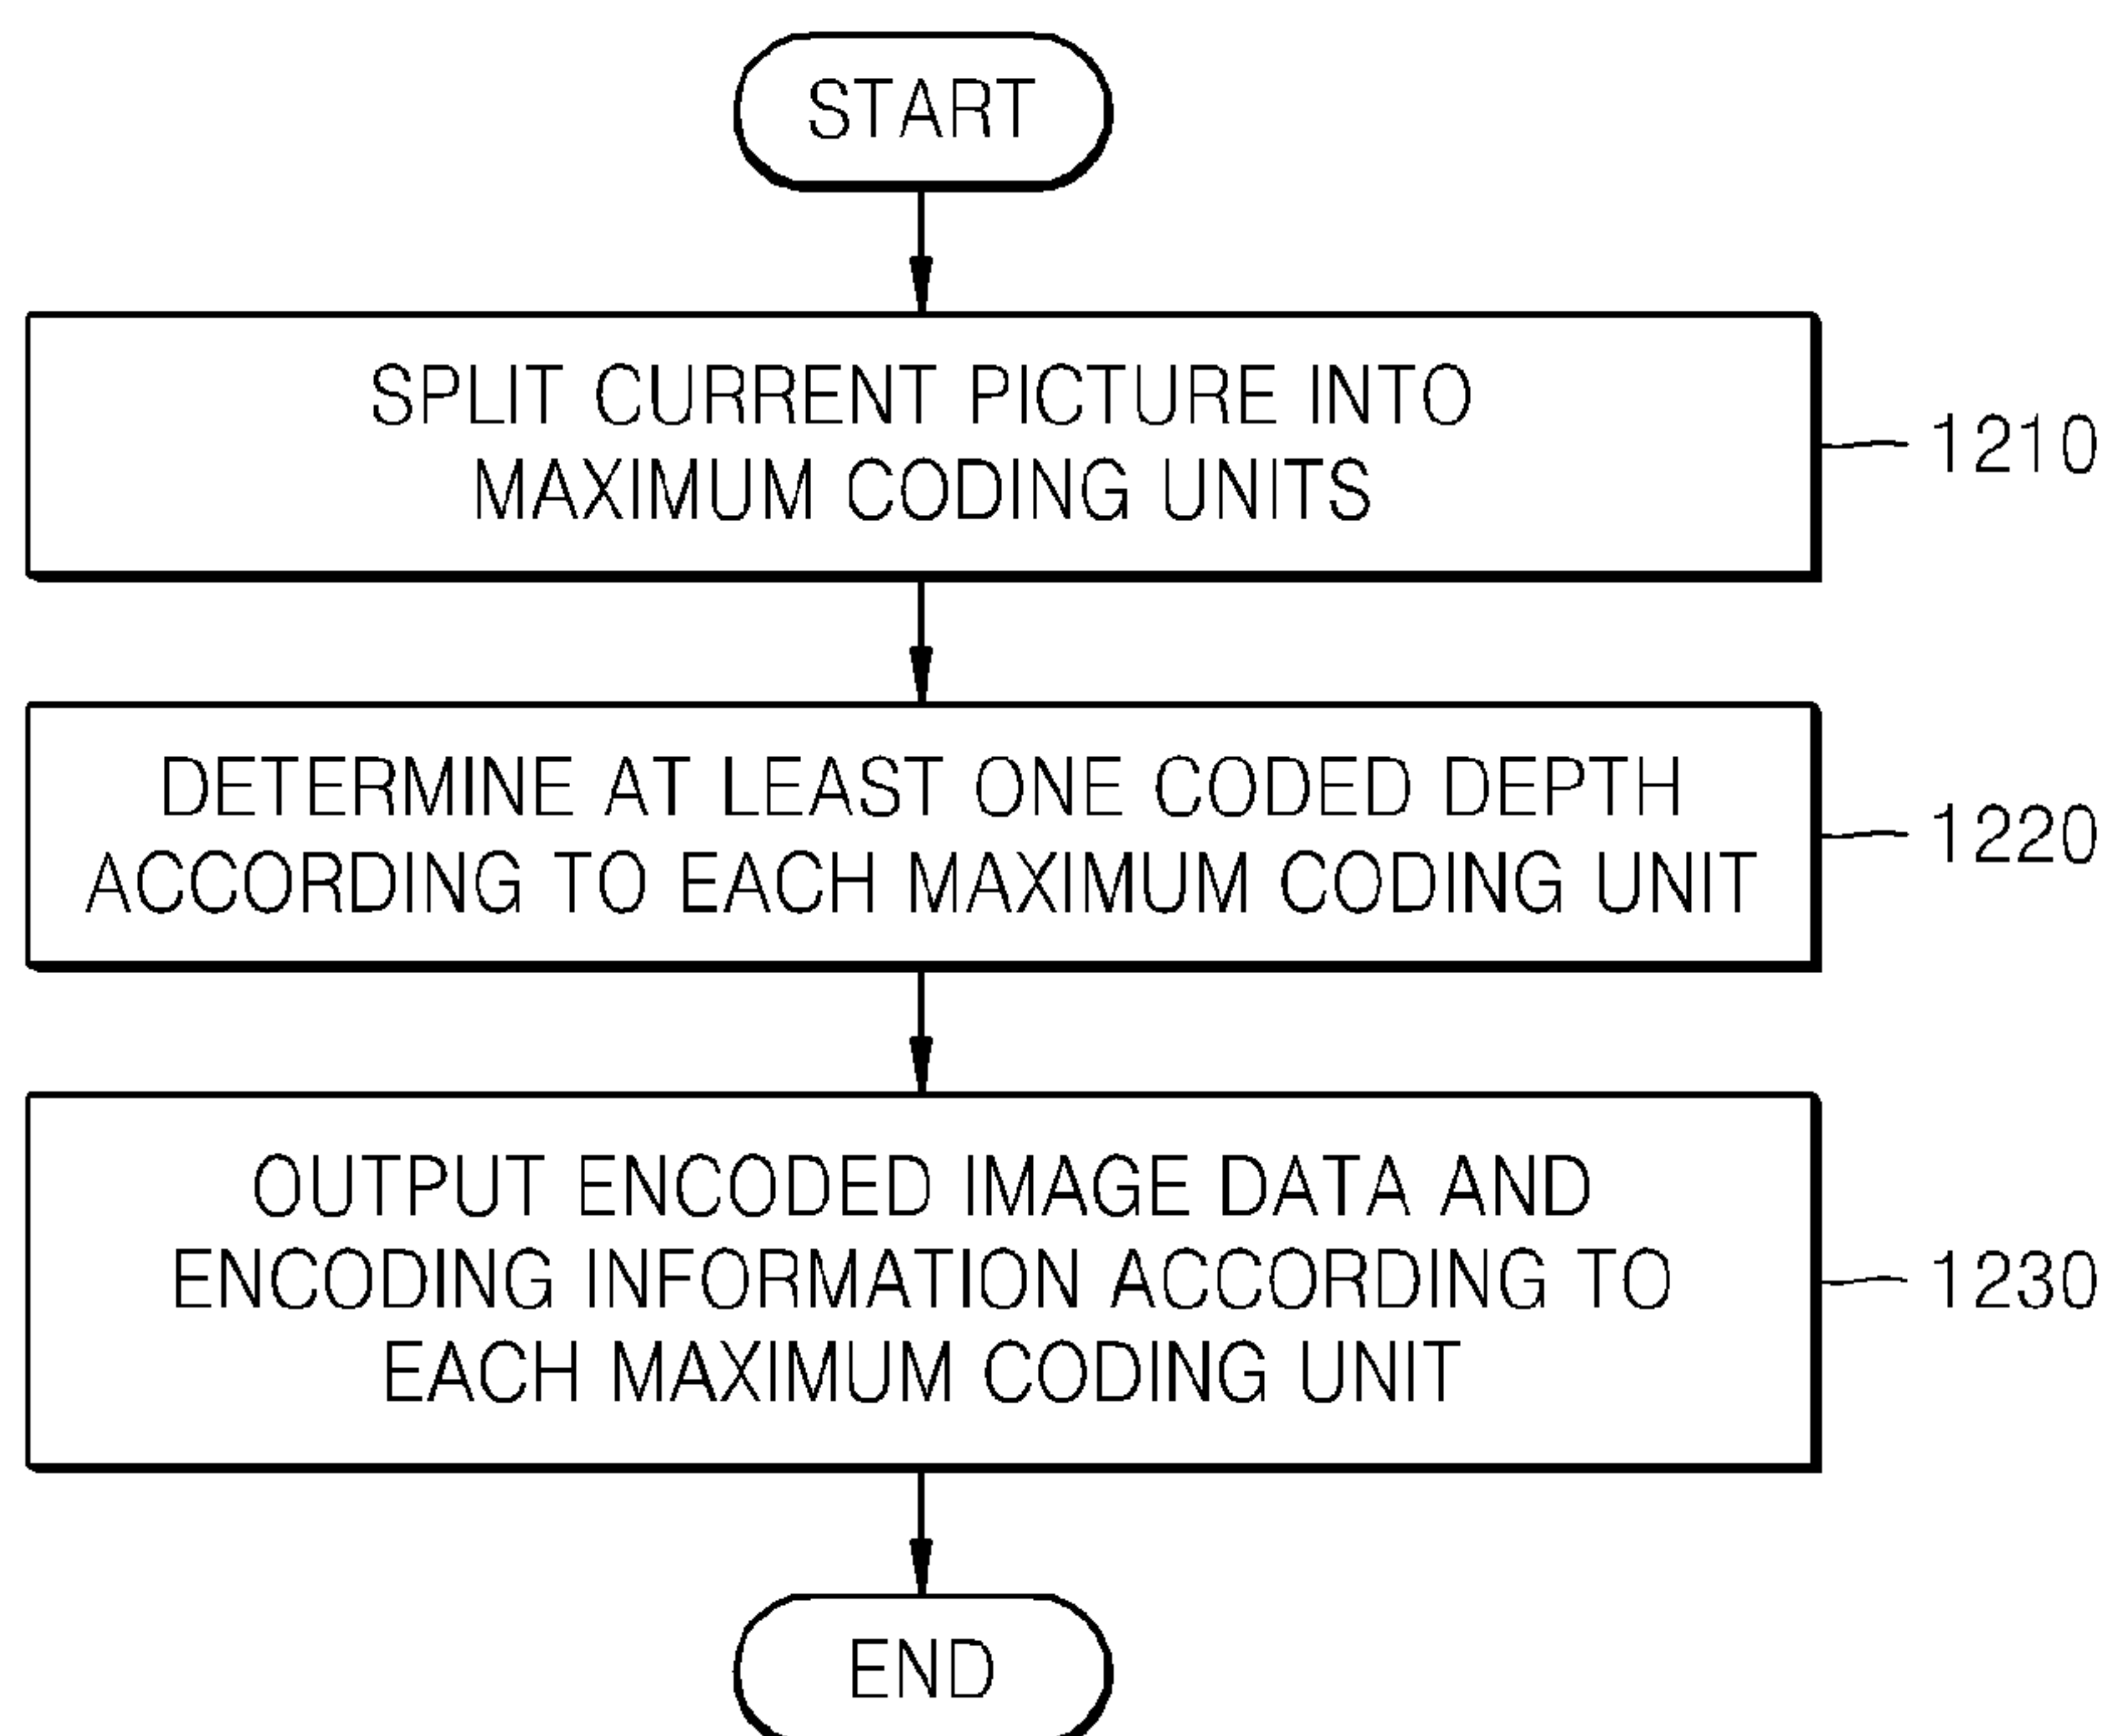 START
SPLIT CURRENT PICTURE INTO
MAXIMUM CODING UNITS
1210
DETERMINE AT LEAST ONE CODED DEPTH
ACCORDING TO EACH MAXIMUM CODING UNIT
1220
OUTPUT ENCODED IMAGE DATA AND
ENCODING INFORMATION ACCORDING TO
EACH MAXIMUM CODING UNIT
1230
END